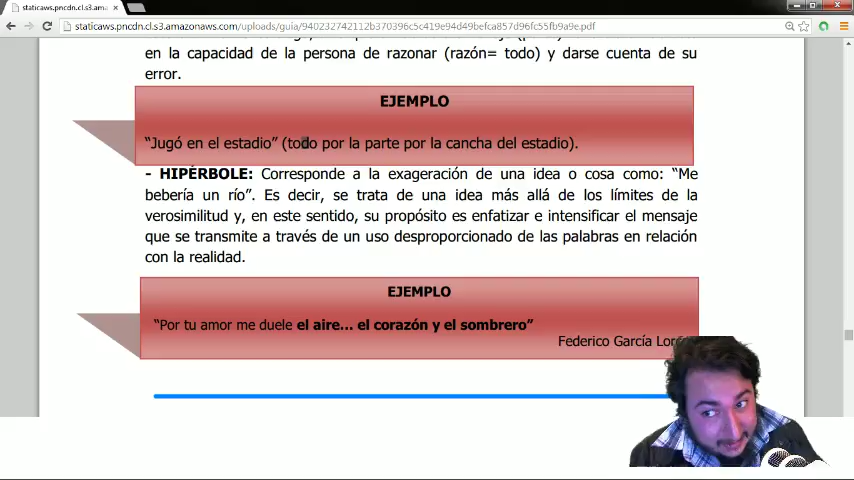 staticaws.pncdn.cl.s3.ama
staticaws.pncdn.cl.s3.amazonaws.com/uploads/guia/940232742112b370396c5c419e94d49befca857d96fc55fb9a9e.pdf
en la capacidad de la persona de razonar (razón= todo) y darse cuenta de su
error.
EJEMPLO
"Jugó en el estadio" (todo por la parte por la cancha del estadio).
- HIPÉRBOLE: Corresponde a la exageración de una idea o cosa como: "Me
bebería un río". Es decir, se trata de una idea más allá de los límites de la
verosimilitud y, en este sentido, su propósito es enfatizar e intensificar el mensaje
que se transmite a través de un uso desproporcionado de las palabras en relación
con la realidad.
EJEMPLO
"Por tu amor me duele el aire... el corazón y el sombrero"
Federico García